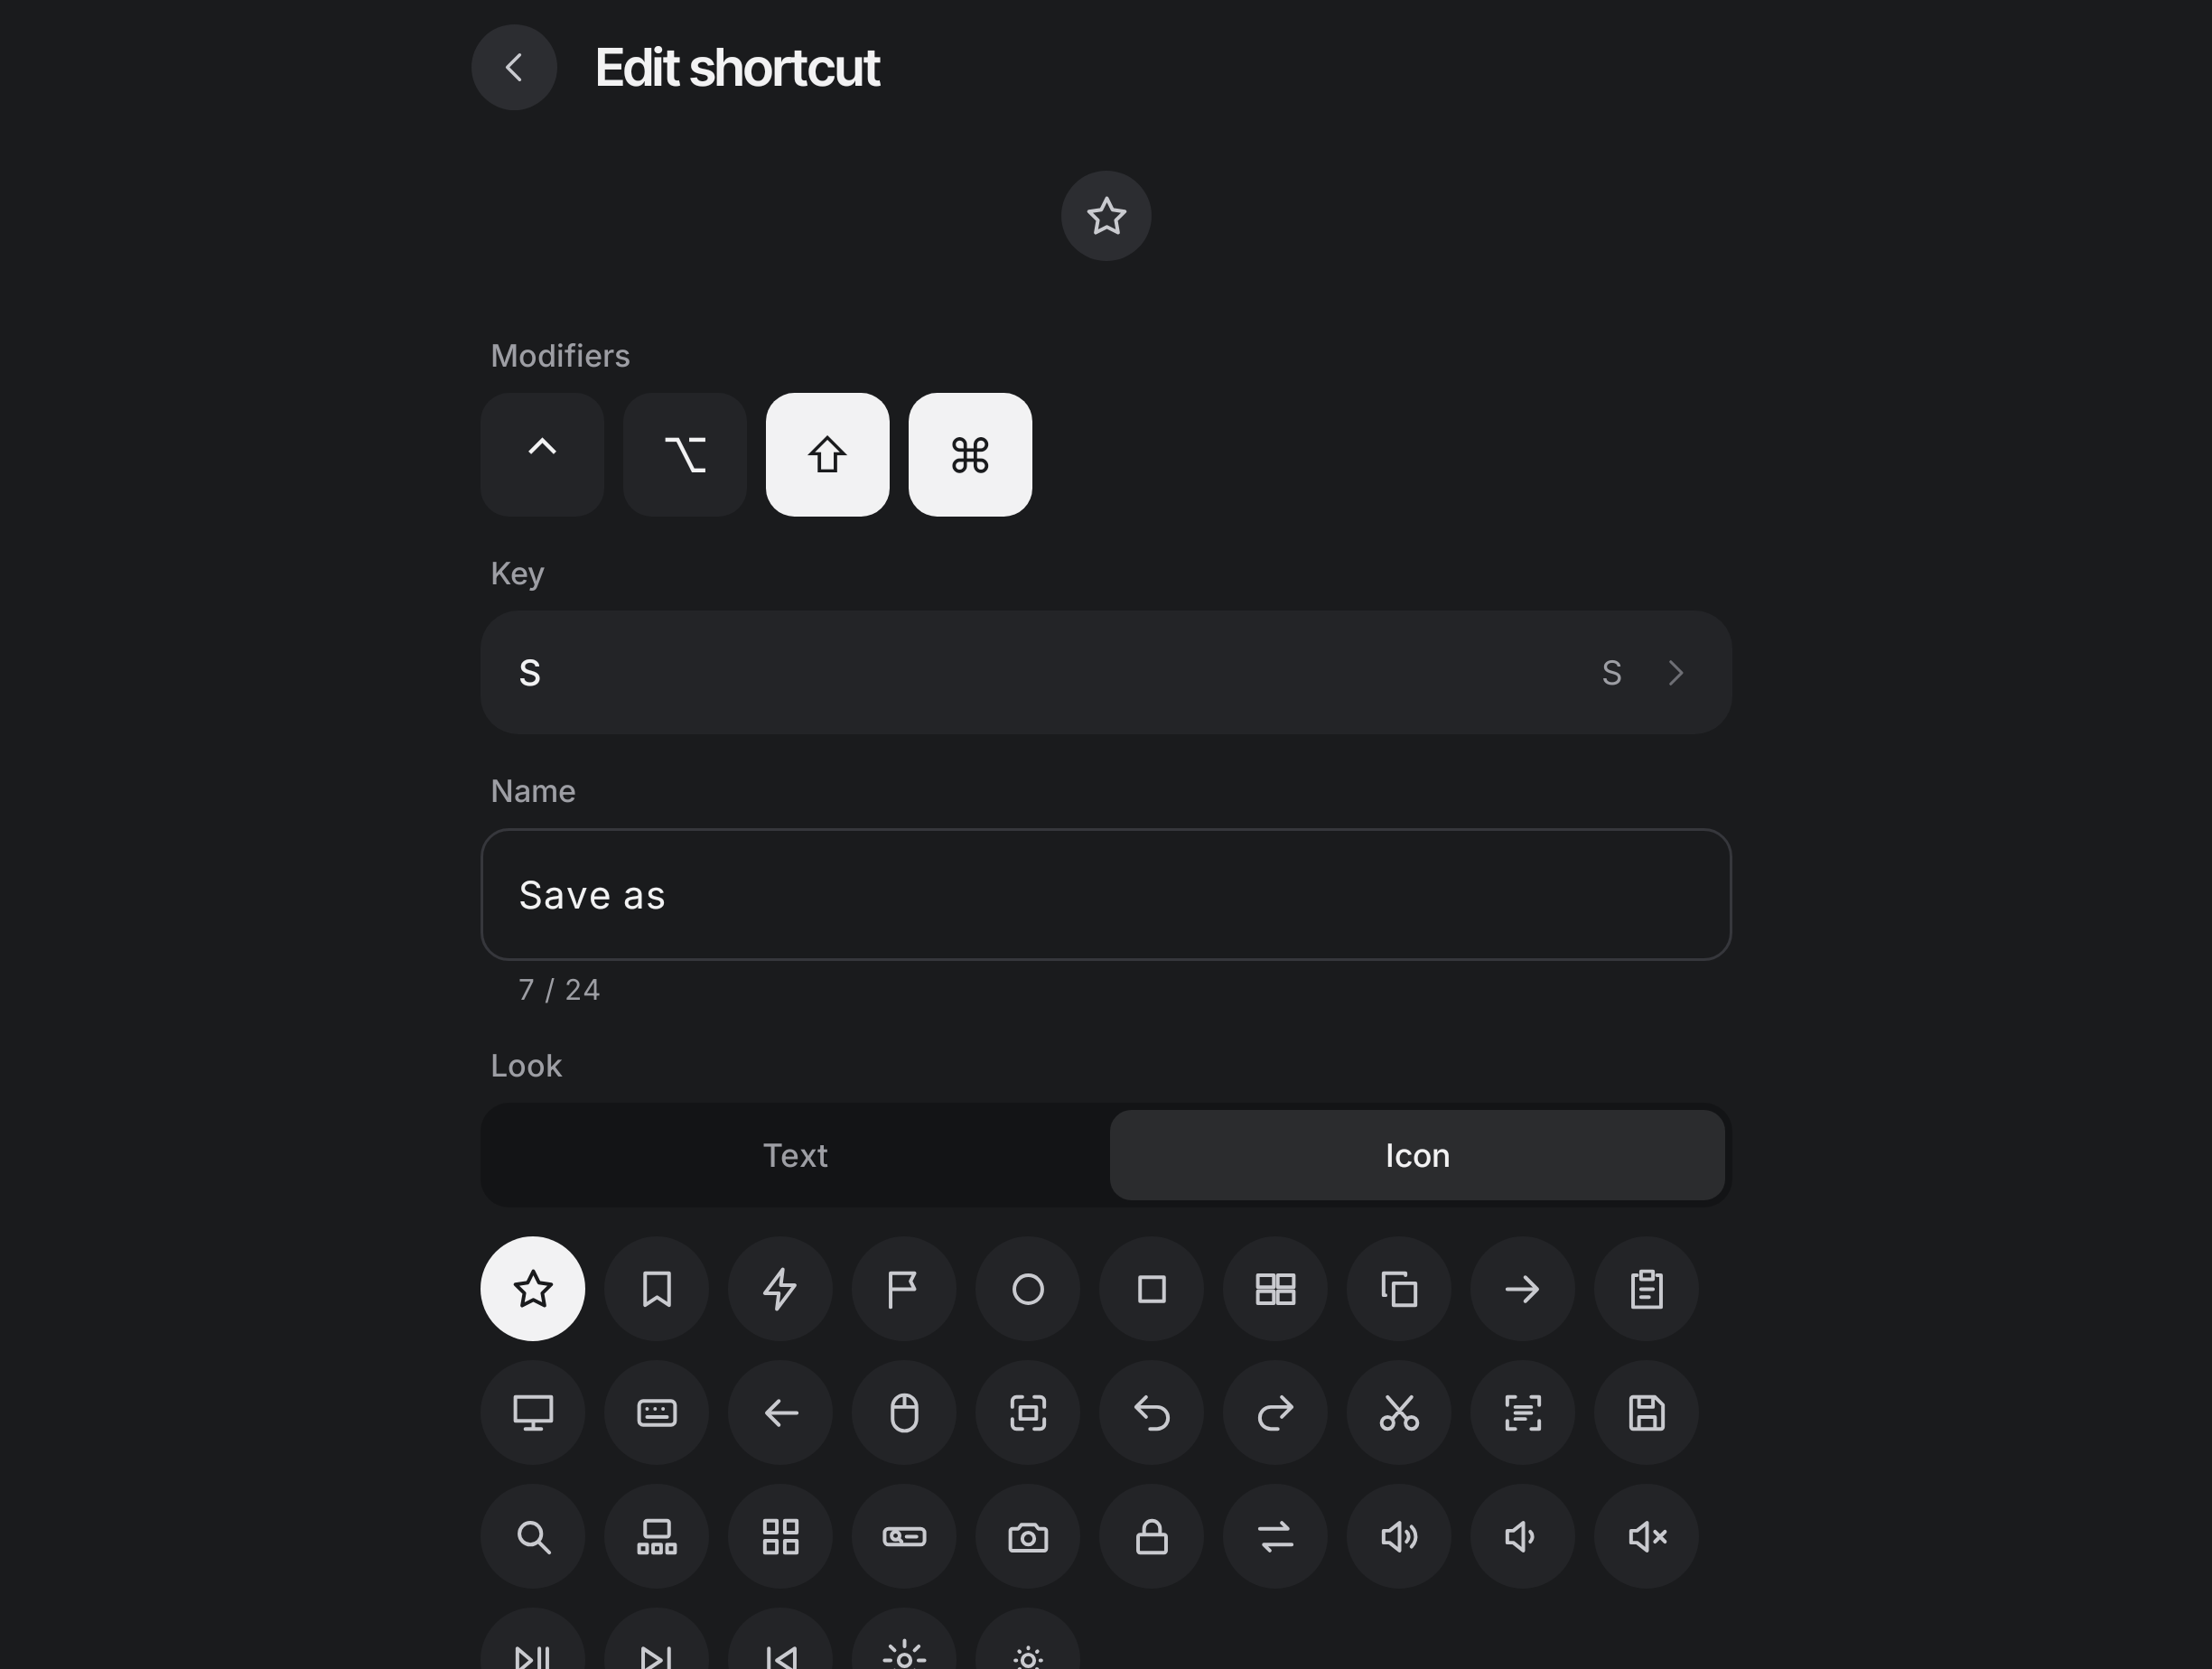 Edit shortcut
Modifiers
⌃ ⌥ ⇧ ⌘
Key
S S
Name
Save as
7 / 24
Look
Text Icon